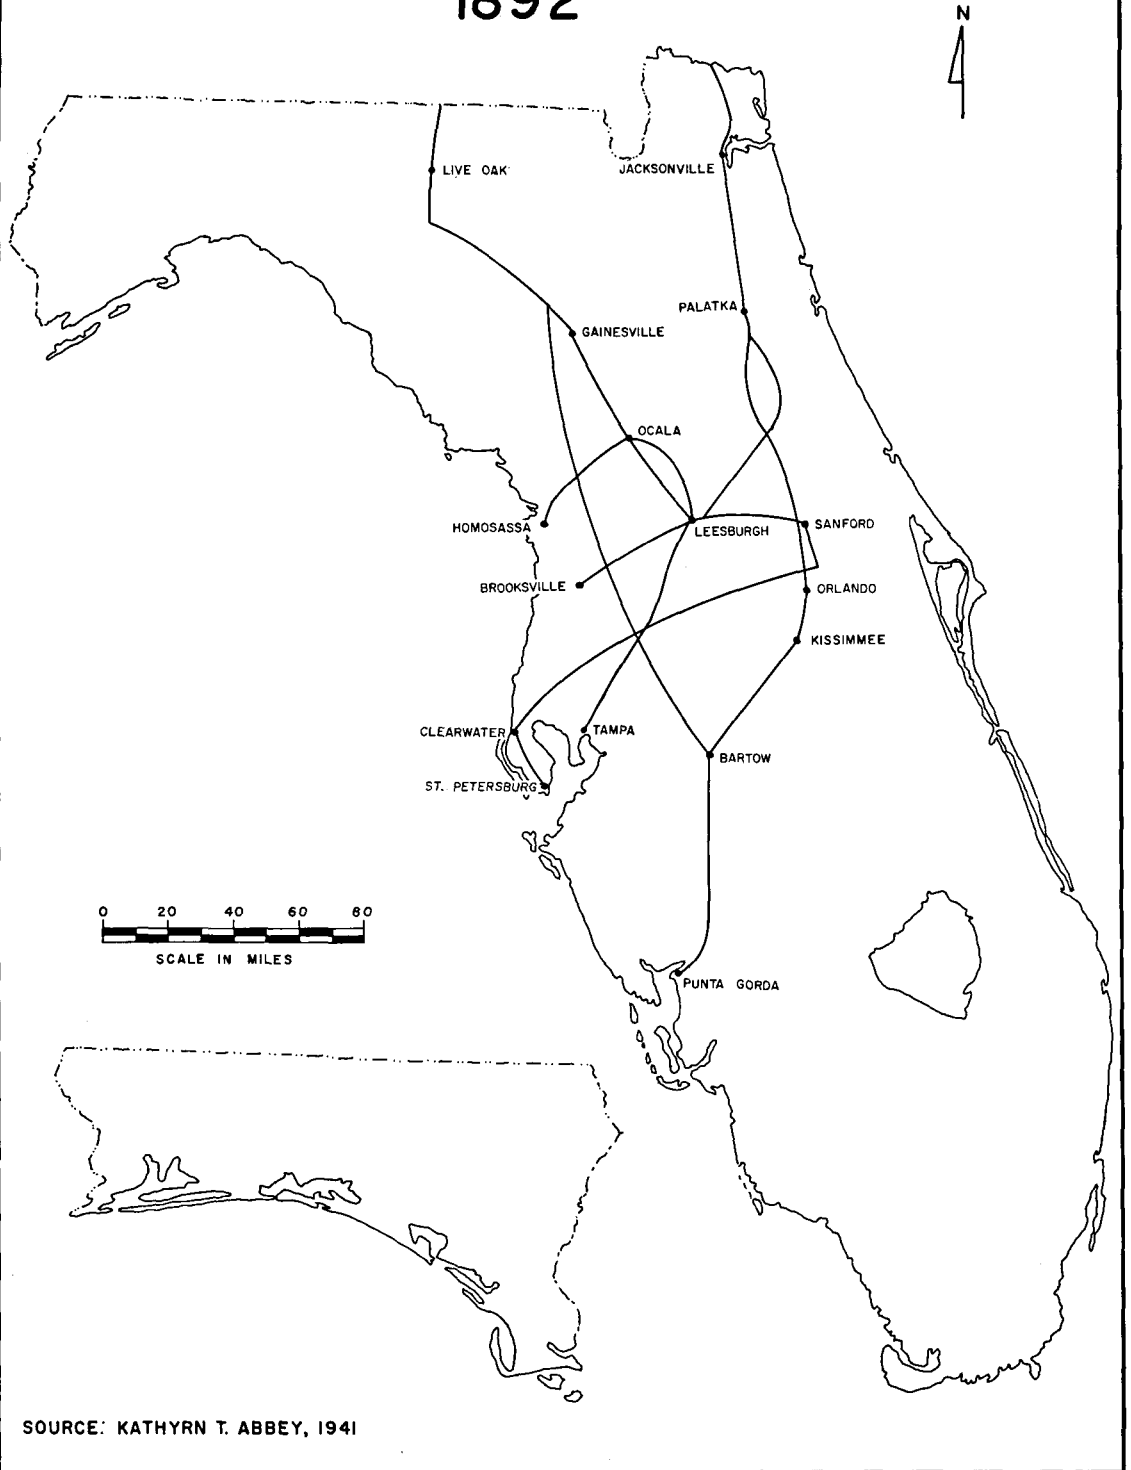 1892
N
LIVE OAK
JACKSONVILLE
PALATKA
GAINESVILLE
OCALA
HOMOSASSA
LEESBURGH
SANFORD
BROOKSVILLE
ORLANDO
KISSIMMEE
CLEARWATER
TAMPA
BARTOW
ST. PETERSBURG
0 20 40 60 80
SCALE IN MILES
PUNTA GORDA
SOURCE: KATHYRN T. ABBEY, 1941